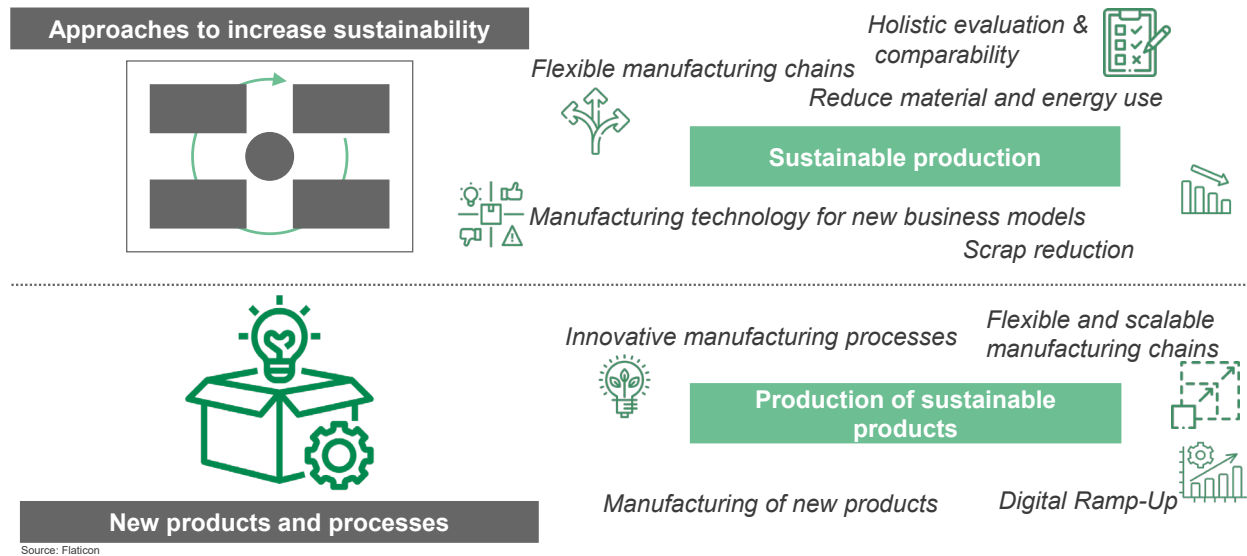 Approaches to increase sustainability
Holistic evaluation &
comparability
Flexible manufacturing chains
Reduce material and energy use
Sustainable production
Manufacturing technology for new business models
Scrap reduction
Innovative manufacturing processes
Flexible and scalable
manufacturing chains
Production of sustainable
products
Manufacturing of new products
Digital Ramp-Up
New products and processes
Source: Flaticon